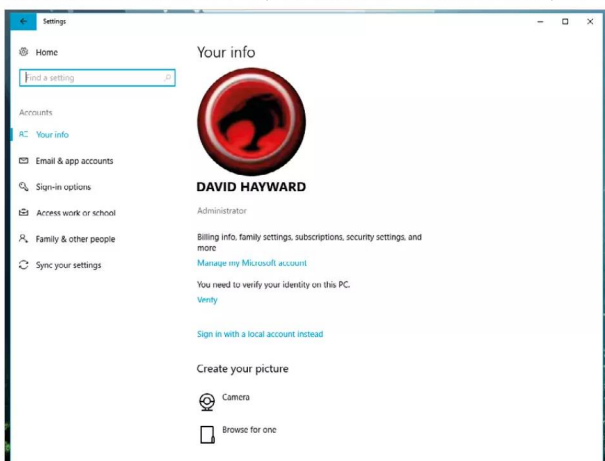 Settings
Home
Find a setting
Accounts
Your info
Email & app accounts
Sign-in options
Access work or school
Family & other people
Sync your settings
Your info
DAVID HAYWARD
Administrator
Billing info, family settings, subscriptions, security settings, and
more
Manage my Microsoft account
You need to verify your identity on this PC.
Verify
Sign in with a local account instead
Create your picture
Camera
Browse for one